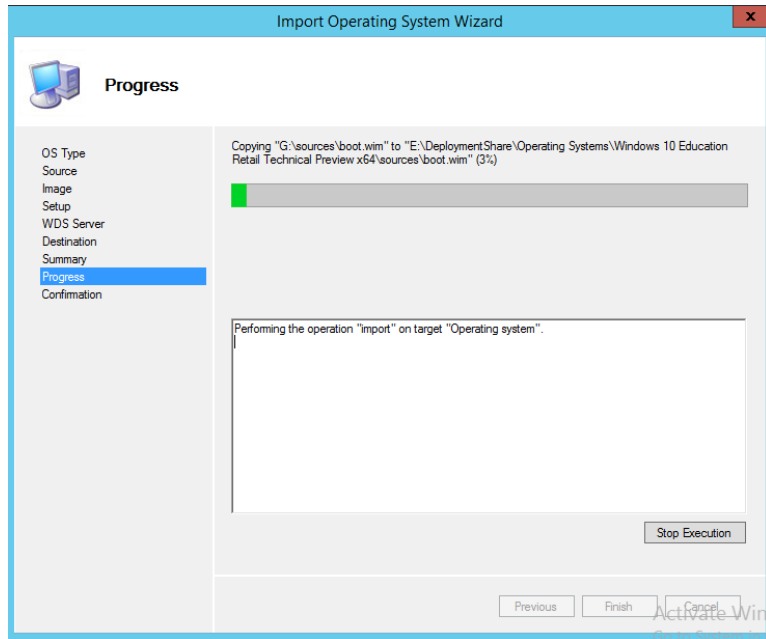 Import Operating System Wizard
x
Progress
OS Type
Source
Image
Setup
WDS Server
Destination
Summary
Progress
Confirmation
Copying "G:\sources\boot.wim" to "E:\DeploymentShare\Operating Systems\Windows 10 Education
Retail Technical Preview x64\sources\boot.wim" (3%)
Performing the operation "import" on target "Operating system".
Stop Execution
Previous
Finish
Cancel
Activate Win